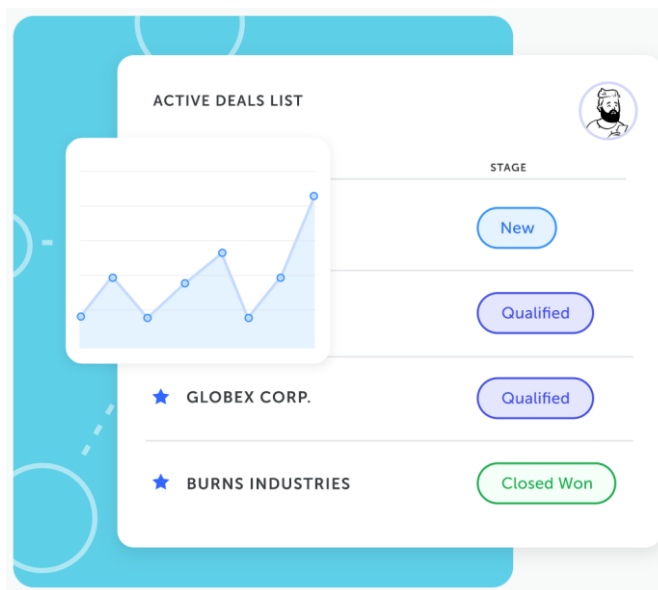 ACTIVE DEALS LIST
STAGE
New
Qualified
GLOBEX CORP. Qualified
BURNS INDUSTRIES Closed Won